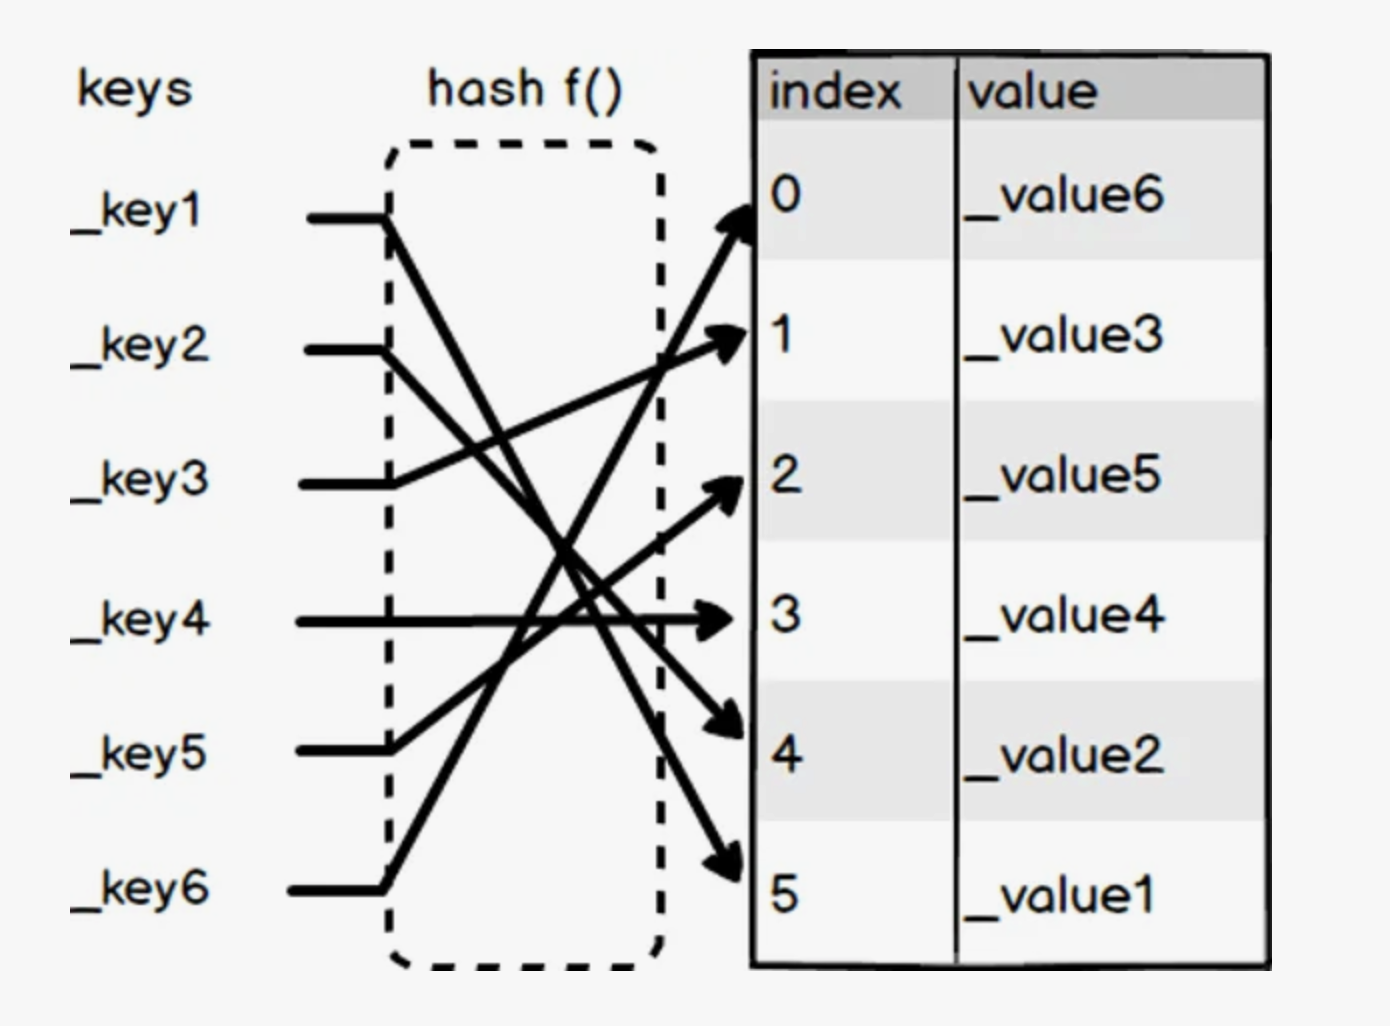 keys hash f() index value
_key1 0 _value6
_key2 1 _value3
_key3 2 _value5
_key4 3 _value4
_key5 4 _value2
_key6 5 _value1